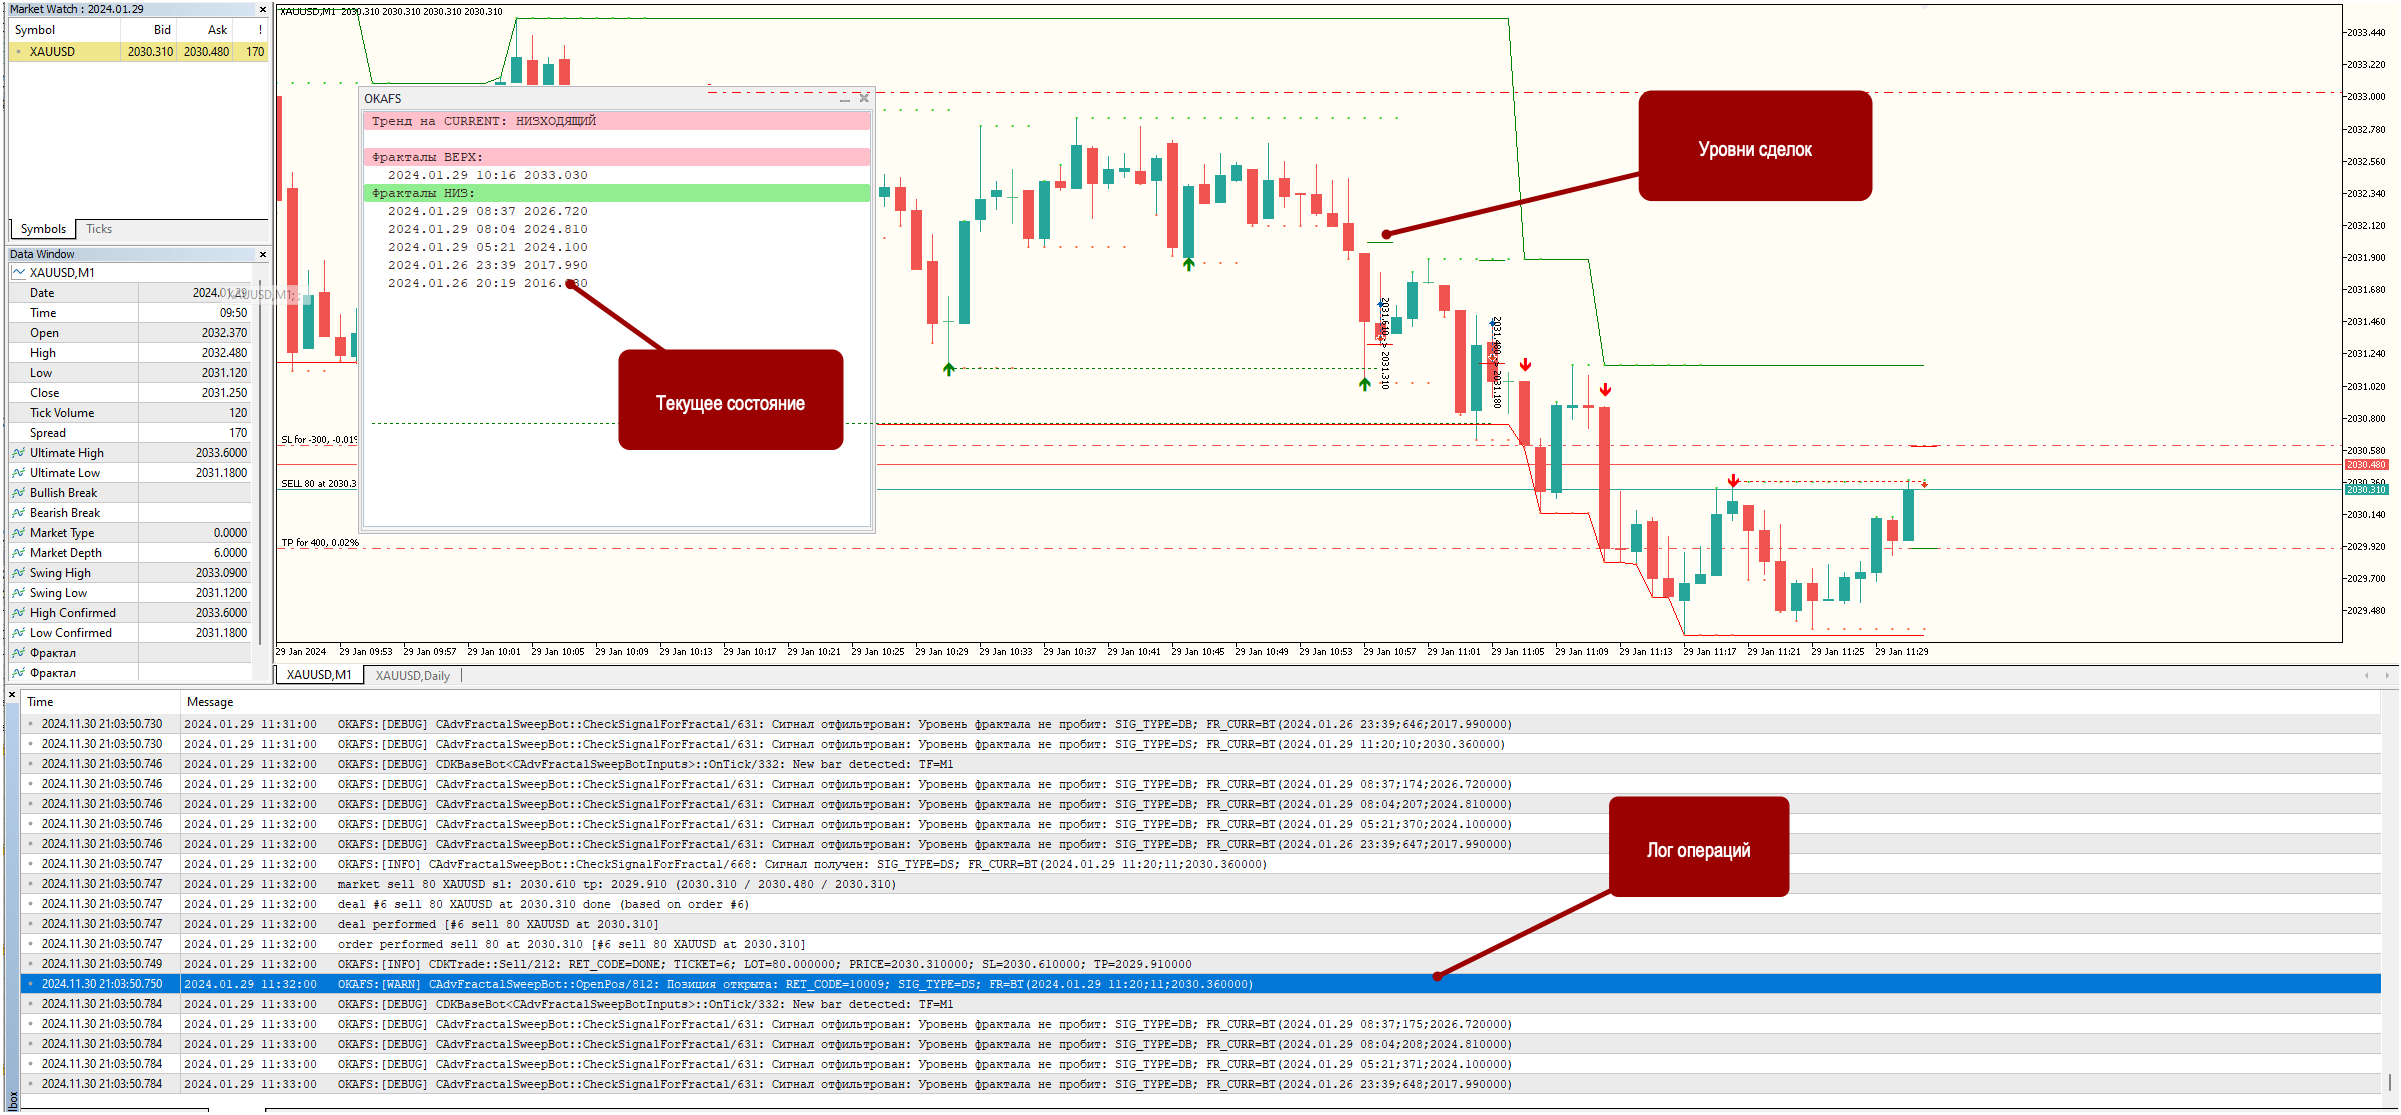 Market Watch : 2024.01.29
Symbol Bid Ask !
XAUUSD 2030.310 2030.480 170
Symbols Ticks
Data Window
XAUUSD,M1
Date 2024.01.29
Time 09:50
Open 2032.370
High 2032.480
Low 2031.120
Close 2031.250
Tick Volume 120
Spread 170
Ultimate High 2033.6000
Ultimate Low 2031.1800
Bullish Break
Bearish Break
Market Type 0.0000
Market Depth 6.0000
Swing High 2033.0900
Swing Low 2031.1200
High Confirmed 2033.6000
Low Confirmed 2031.1800
Фрактал
Фрактал
XAUUSD,M1 2030.310 2030.310 2030.310 2030.310
OKAFS
Тренд на CURRENT: НИЗХОДЯЩИЙ
Фракталы ВЕРХ:
2024.01.29 10:16 2033.030
Фракталы НИЗ:
2024.01.29 08:37 2026.720
2024.01.29 08:04 2024.810
2024.01.29 05:21 2024.100
2024.01.26 23:39 2017.990
2024.01.26 20:19
Текущее состояние
Уровни сделок
SL for -300, -0.01%
SELL 80 at 2030.3
TP for 400, 0.02%
2031.610 -> 2031.310
2031.480 -> 2031.180
2033.440
2033.220
2033.000
2032.780
2032.560
2032.340
2032.120
2031.900
2031.680
2031.460
2031.240
2031.020
2030.800
2030.580
2030.480
2030.360
2030.310
2030.140
2029.920
2029.700
2029.480
29 Jan 2024 29 Jan 09:53 29 Jan 09:57 29 Jan 10:01 29 Jan 10:05 29 Jan 10:09 29 Jan 10:13 29 Jan 10:17 29 Jan 10:21 29 Jan 10:25 29 Jan 10:29 29 Jan 10:33 29 Jan 10:37 29 Jan 10:41 29 Jan 10:45 29 Jan 10:49 29 Jan 10:53 29 Jan 10:57 29 Jan 11:01 29 Jan 11:05 29 Jan 11:09 29 Jan 11:13 29 Jan 11:17 29 Jan 11:21 29 Jan 11:25 29 Jan 11:29
XAUUSD,M1 XAUUSD,Daily
Time Message
2024.11.30 21:03:50.730 2024.01.29 11:31:00 OKAFS:[DEBUG] CAdvFractalSweepBot::CheckSignalForFractal/631: Сигнал отфильтрован: Уровень фрактала не пробит: SIG_TYPE=DB; FR_CURR=BT(2024.01.26 23:39;646;2017.990000)
2024.11.30 21:03:50.730 2024.01.29 11:31:00 OKAFS:[DEBUG] CAdvFractalSweepBot::CheckSignalForFractal/631: Сигнал отфильтрован: Уровень фрактала не пробит: SIG_TYPE=DS; FR_CURR=BT(2024.01.29 11:20;10;2030.360000)
2024.11.30 21:03:50.746 2024.01.29 11:32:00 OKAFS:[DEBUG] CDKBaseBot<CAdvFractalSweepBotInputs>::OnTick/332: New bar detected: TF=M1
2024.11.30 21:03:50.746 2024.01.29 11:32:00 OKAFS:[DEBUG] CAdvFractalSweepBot::CheckSignalForFractal/631: Сигнал отфильтрован: Уровень фрактала не пробит: SIG_TYPE=DB; FR_CURR=BT(2024.01.29 08:37;174;2026.720000)
2024.11.30 21:03:50.746 2024.01.29 11:32:00 OKAFS:[DEBUG] CAdvFractalSweepBot::CheckSignalForFractal/631: Сигнал отфильтрован: Уровень фрактала не пробит: SIG_TYPE=DB; FR_CURR=BT(2024.01.29 08:04;207;2024.810000)
2024.11.30 21:03:50.746 2024.01.29 11:32:00 OKAFS:[DEBUG] CAdvFractalSweepBot::CheckSignalForFractal/631: Сигнал отфильтрован: Уровень фрактала не пробит: SIG_TYPE=DB; FR_CURR=BT(2024.01.29 05:21;370;2024.100000)
2024.11.30 21:03:50.746 2024.01.29 11:32:00 OKAFS:[DEBUG] CAdvFractalSweepBot::CheckSignalForFractal/631: Сигнал отфильтрован: Уровень фрактала не пробит: SIG_TYPE=DB; FR_CURR=BT(2024.01.26 23:39;647;2017.990000)
2024.11.30 21:03:50.747 2024.01.29 11:32:00 OKAFS:[INFO] CAdvFractalSweepBot::CheckSignalForFractal/668: Сигнал получен: SIG_TYPE=DS; FR_CURR=BT(2024.01.29 11:20;11;2030.360000)
2024.11.30 21:03:50.747 2024.01.29 11:32:00 market sell 80 XAUUSD sl: 2030.610 tp: 2029.910 (2030.310 / 2030.480 / 2030.310)
2024.11.30 21:03:50.747 2024.01.29 11:32:00 deal #6 sell 80 XAUUSD at 2030.310 done (based on order #6)
2024.11.30 21:03:50.747 2024.01.29 11:32:00 deal performed [#6 sell 80 XAUUSD at 2030.310]
2024.11.30 21:03:50.747 2024.01.29 11:32:00 order performed sell 80 at 2030.310 [#6 sell 80 XAUUSD at 2030.310]
2024.11.30 21:03:50.749 2024.01.29 11:32:00 OKAFS:[INFO] CDKTrade::Sell/212: RET_CODE=DONE; TICKET=6; LOT=80.000000; PRICE=2030.310000; SL=2030.610000; TP=2029.910000
2024.11.30 21:03:50.750 2024.01.29 11:32:00 OKAFS:[WARN] CAdvFractalSweepBot::OpenPos/812: Позиция открыта: RET_CODE=10009; SIG_TYPE=DS; FR=BT(2024.01.29 11:20;11;2030.360000)
2024.11.30 21:03:50.784 2024.01.29 11:33:00 OKAFS:[DEBUG] CDKBaseBot<CAdvFractalSweepBotInputs>::OnTick/332: New bar detected: TF=M1
2024.11.30 21:03:50.784 2024.01.29 11:33:00 OKAFS:[DEBUG] CAdvFractalSweepBot::CheckSignalForFractal/631: Сигнал отфильтрован: Уровень фрактала не пробит: SIG_TYPE=DB; FR_CURR=BT(2024.01.29 08:37;175;2026.720000)
2024.11.30 21:03:50.784 2024.01.29 11:33:00 OKAFS:[DEBUG] CAdvFractalSweepBot::CheckSignalForFractal/631: Сигнал отфильтрован: Уровень фрактала не пробит: SIG_TYPE=DB; FR_CURR=BT(2024.01.29 08:04;208;2024.810000)
2024.11.30 21:03:50.784 2024.01.29 11:33:00 OKAFS:[DEBUG] CAdvFractalSweepBot::CheckSignalForFractal/631: Сигнал отфильтрован: Уровень фрактала не пробит: SIG_TYPE=DB; FR_CURR=BT(2024.01.29 05:21;371;2024.100000)
2024.11.30 21:03:50.784 2024.01.29 11:33:00 OKAFS:[DEBUG] CAdvFractalSweepBot::CheckSignalForFractal/631: Сигнал отфильтрован: Уровень фрактала не пробит: SIG_TYPE=DB; FR_CURR=BT(2024.01.26 23:39;648;2017.990000)
Лог операций